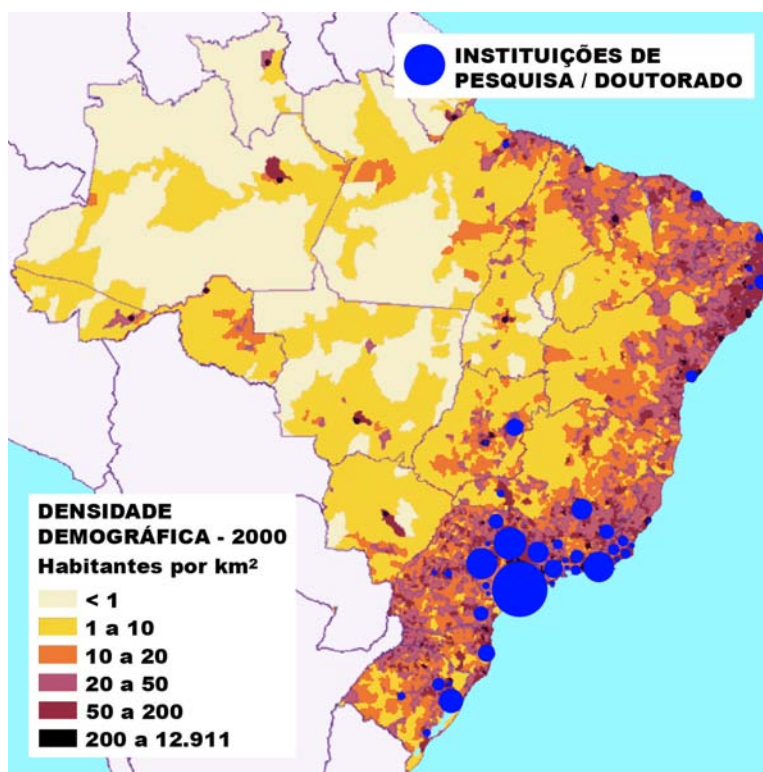 INSTITUIÇÕES DE
PESQUISA / DOUTORADO
DENSIDADE
DEMOGRÁFICA - 2000
Habitantes por km²
< 1
1 a 10
10 a 20
20 a 50
50 a 200
200 a 12.911